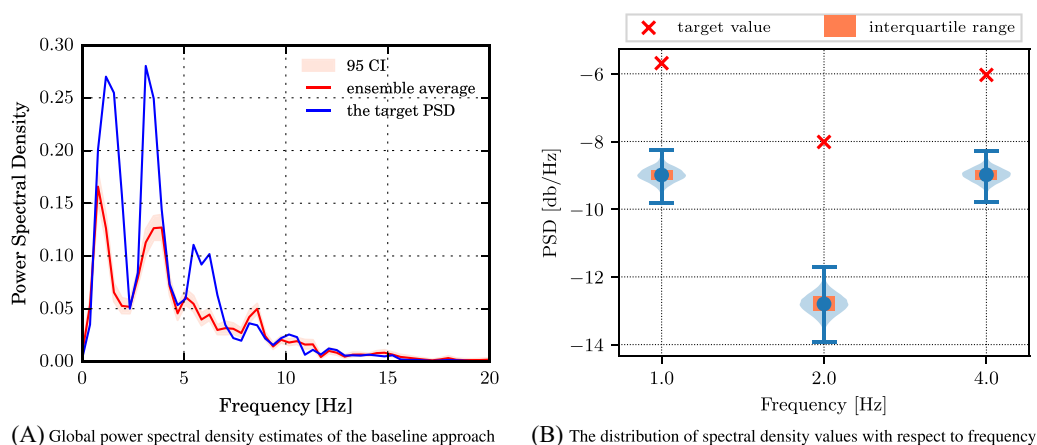 0.30
0.25
0.20
0.15
0.10
0.05
0.00
Power Spectral Density
95 CI
ensemble average
the target PSD
0 5 10 15 20
Frequency [Hz]
(A) Global power spectral density estimates of the baseline approach
target value interquartile range
−6
−8
−10
−12
−14
PSD [db/Hz]
1.0 2.0 4.0
Frequency [Hz]
(B) The distribution of spectral density values with respect to frequency